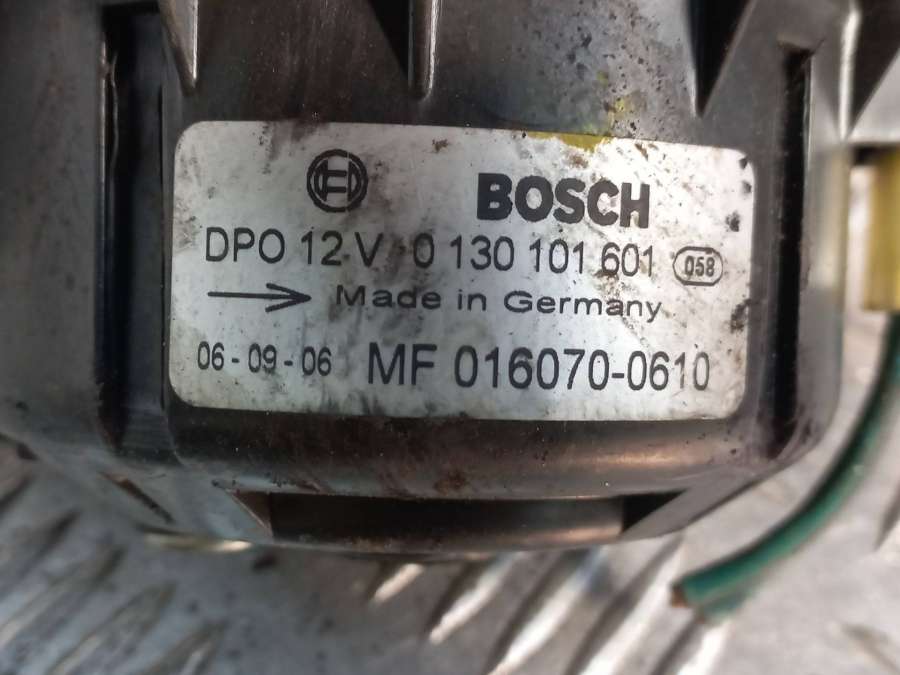 BOSCH
DPO 12 V 0 130 101 601 058
Made in Germany
06-09-06 MF 016070-0610